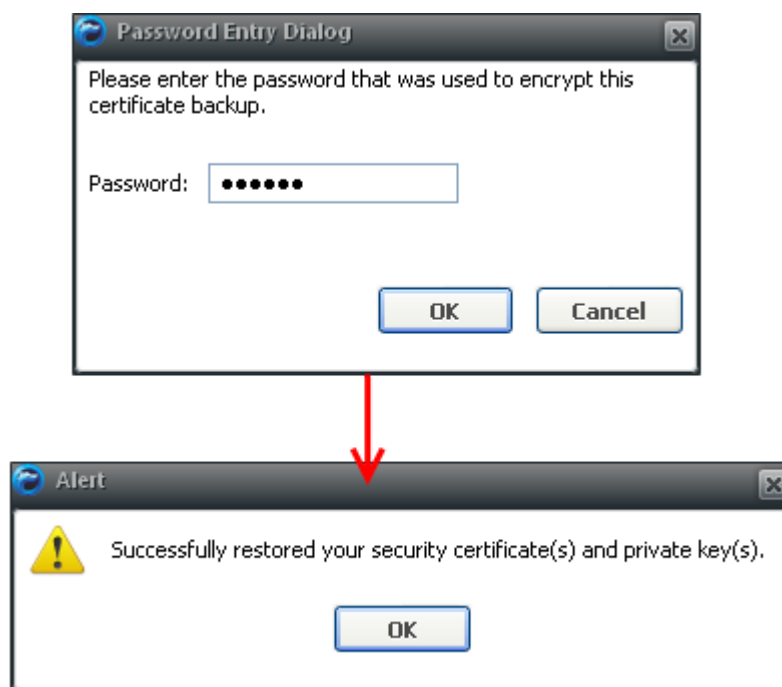 Password Entry Dialog
Please enter the password that was used to encrypt this
certificate backup.
Password: ●●●●●●
OK Cancel
Alert
Successfully restored your security certificate(s) and private key(s).
OK